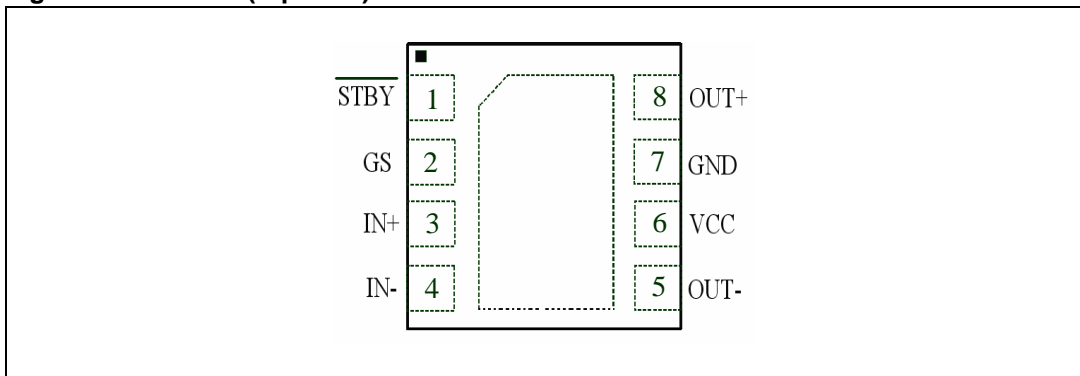 STBY 1 8 OUT+
GS 2 7 GND
IN+ 3 6 VCC
IN- 4 5 OUT-